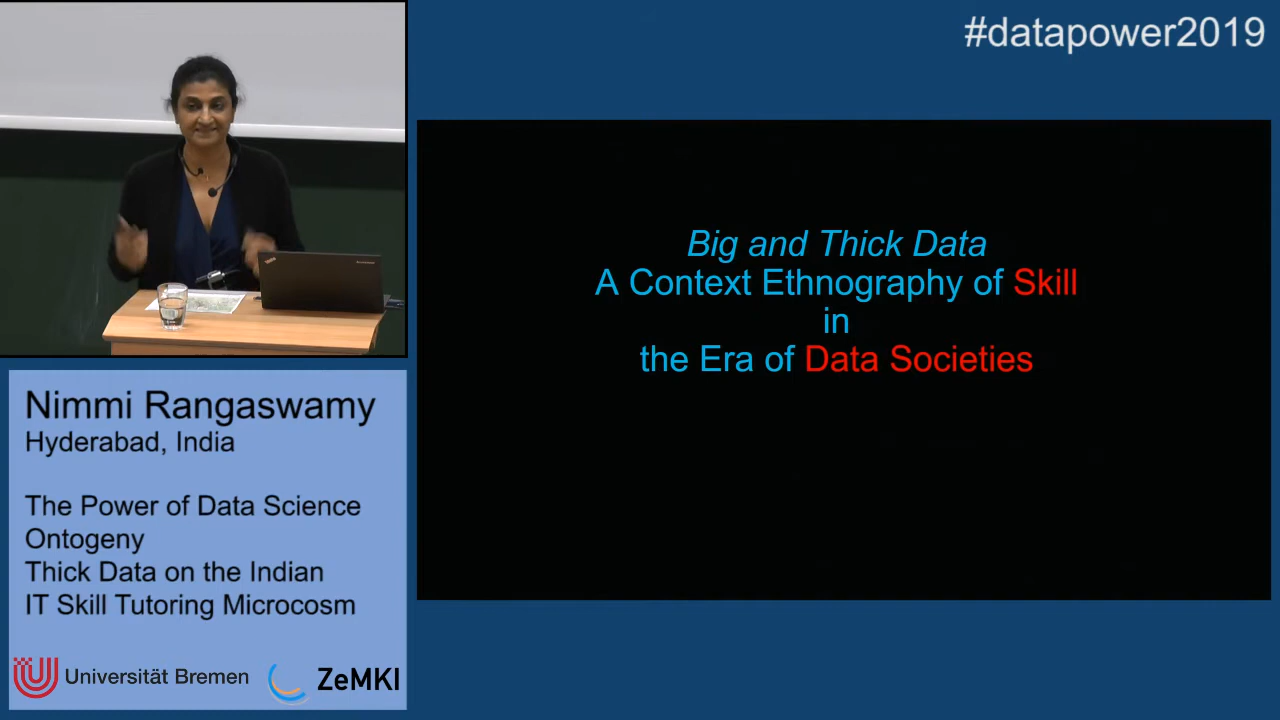 #datapower2019
Big and Thick Data
A Context Ethnography of Skill
in
the Era of Data Societies
Nimmi Rangaswamy
Hyderabad, India
The Power of Data Science
Ontogeny
Thick Data on the Indian
IT Skill Tutoring Microcosm
Universität Bremen
ZeMKI